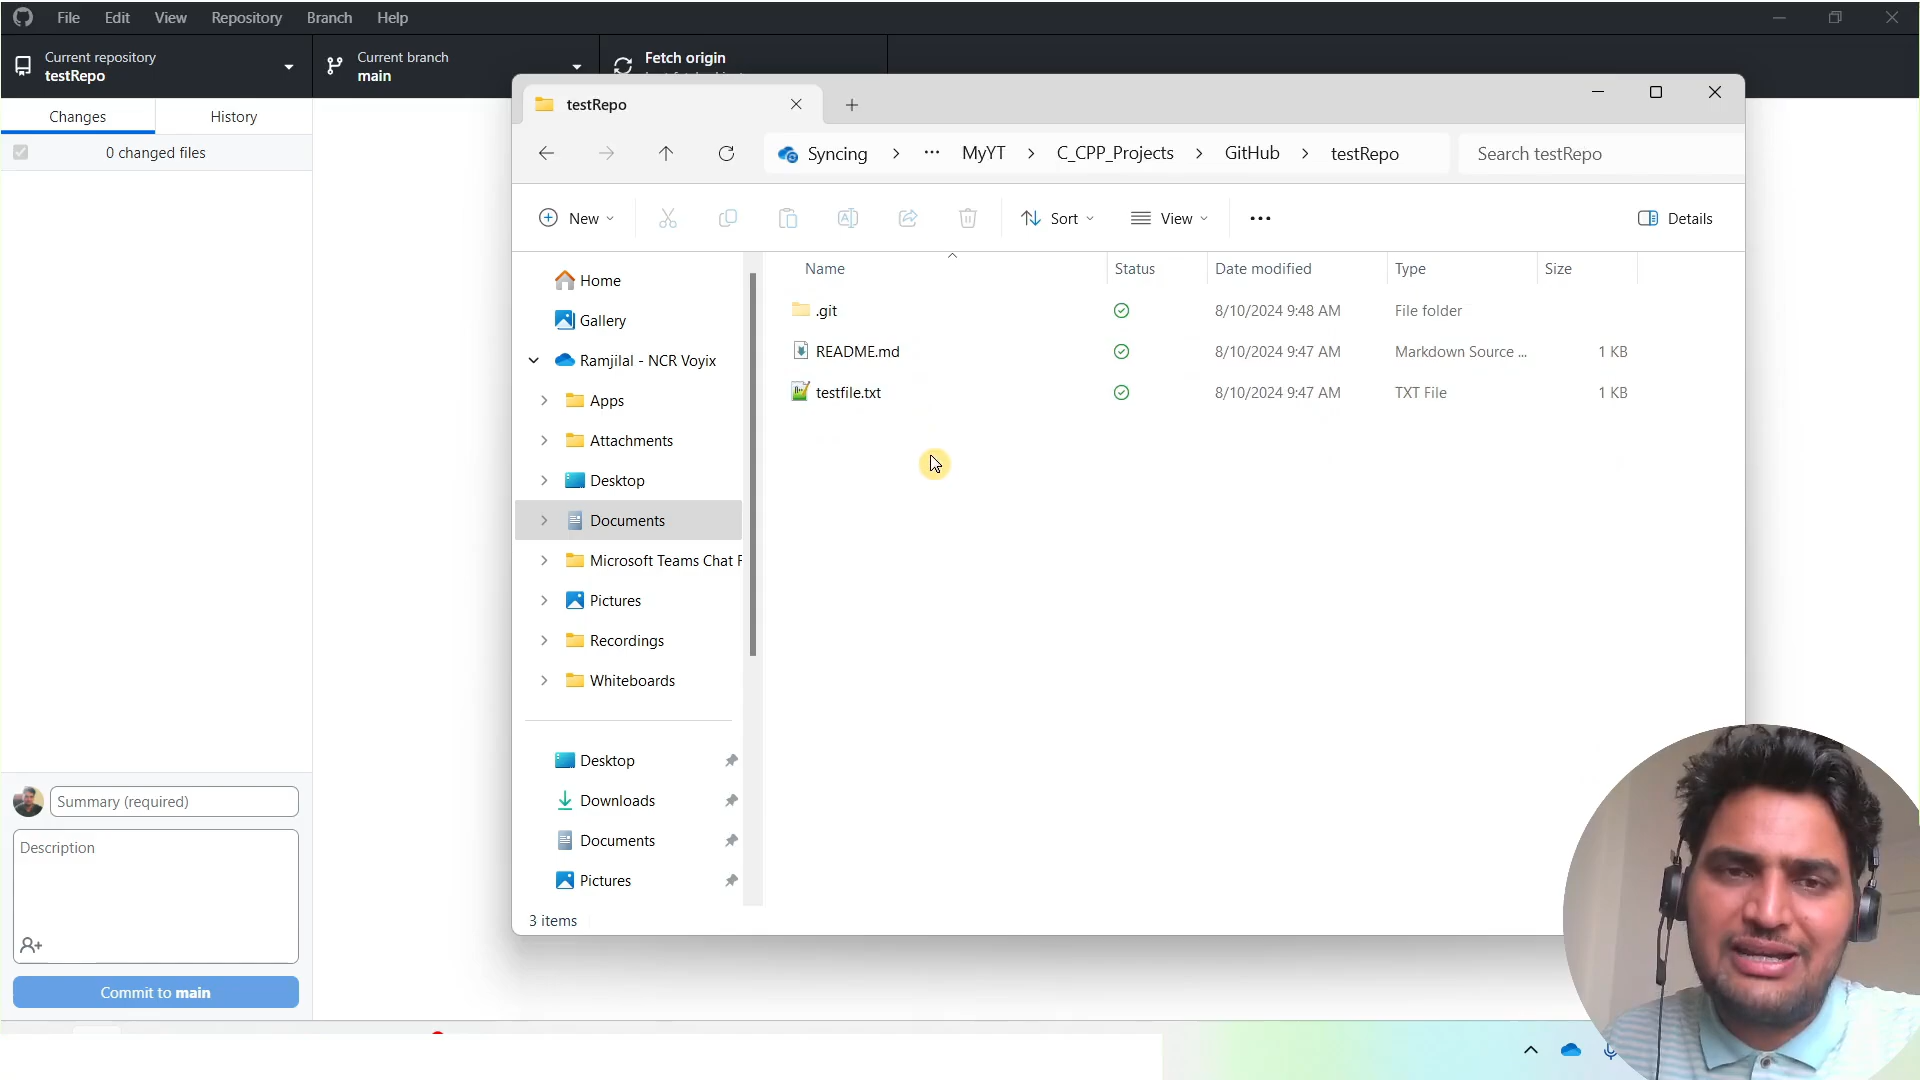 File Edit View Repository Branch Help
Current repository
testRepo
Current branch
main
Fetch origin
Changes History
0 changed files
Summary (required)
Description
Commit to main
testRepo
Syncing > ... MyYT > C_CPP_Projects > GitHub > testRepo
Search testRepo
New Sort View ... Details
Home
Gallery
Ramjilal - NCR Voyix
Apps
Attachments
Desktop
Documents
Microsoft Teams Chat F
Pictures
Recordings
Whiteboards
Desktop
Downloads
Documents
Pictures
Name Status Date modified Type Size
.git 8/10/2024 9:48 AM File folder
README.md 8/10/2024 9:47 AM Markdown Source ... 1 KB
testfile.txt 8/10/2024 9:47 AM TXT File 1 KB
3 items